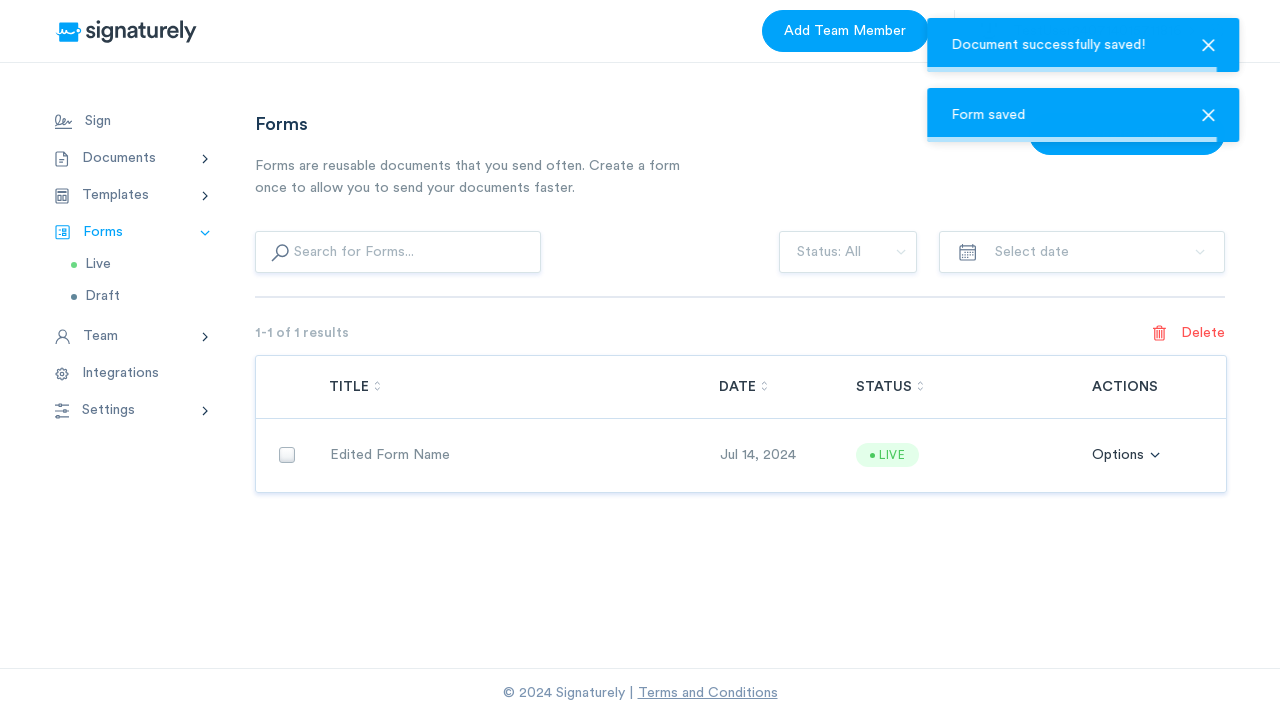 signaturely
Add Team Member
Document successfully saved!
Form saved
Sign
Documents
Templates
Forms
Live
Draft
Team
Integrations
Settings
Forms
Forms are reusable documents that you send often. Create a form
once to allow you to send your documents faster.
Search for Forms...
Status: All
Select date
1-1 of 1 results
Delete
TITLE
DATE
STATUS
ACTIONS
Edited Form Name
Jul 14, 2024
LIVE
Options
© 2024 Signaturely | Terms and Conditions